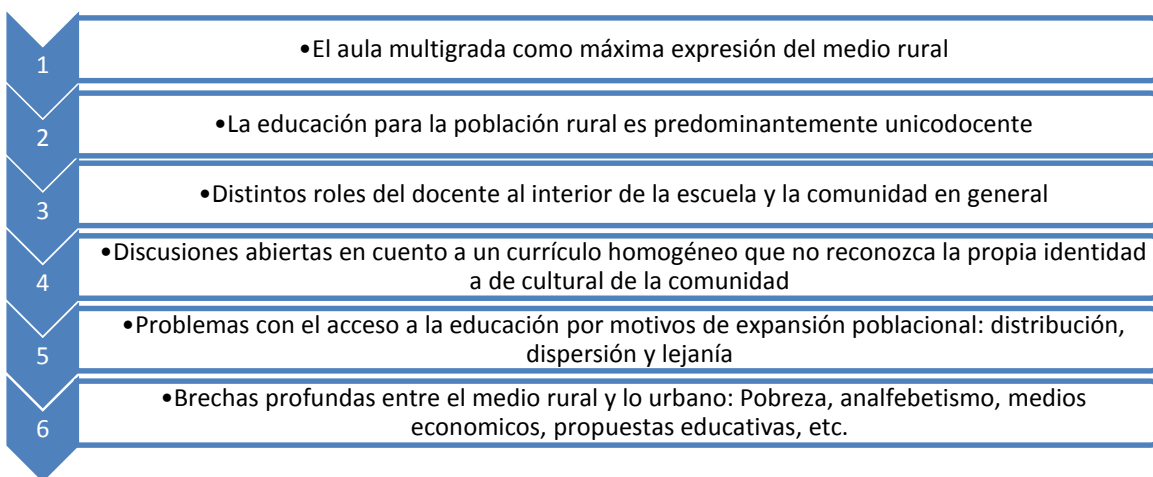 1
•El aula multigrada como máxima expresión del medio rural
2
•La educación para la población rural es predominantemente unicodocente
3
•Distintos roles del docente al interior de la escuela y la comunidad en general
4
•Discusiones abiertas en cuento a un currículo homogéneo que no reconozca la propia identidad
a de cultural de la comunidad
5
•Problemas con el acceso a la educación por motivos de expansión poblacional: distribución,
dispersión y lejanía
6
•Brechas profundas entre el medio rural y lo urbano: Pobreza, analfebetismo, medios
economicos, propuestas educativas, etc.